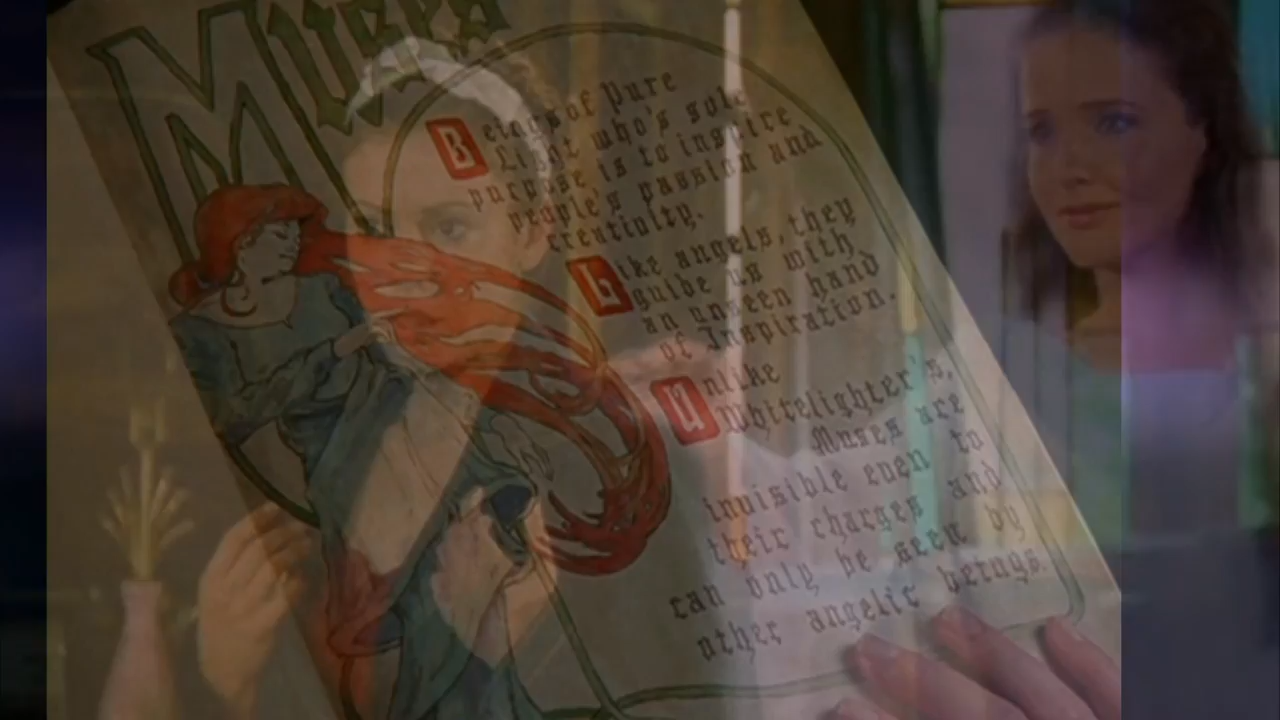 Muses
Beings of Pure
Light who's sole
purpose is to inspire
people's passion and
creativity.
Like angels, they
guide us with
an unseen hand
of Inspiration.
Unlike
Whitelighter's,
Muses are
invisible even to
their charges and
can only be seen by
other angelic beings.